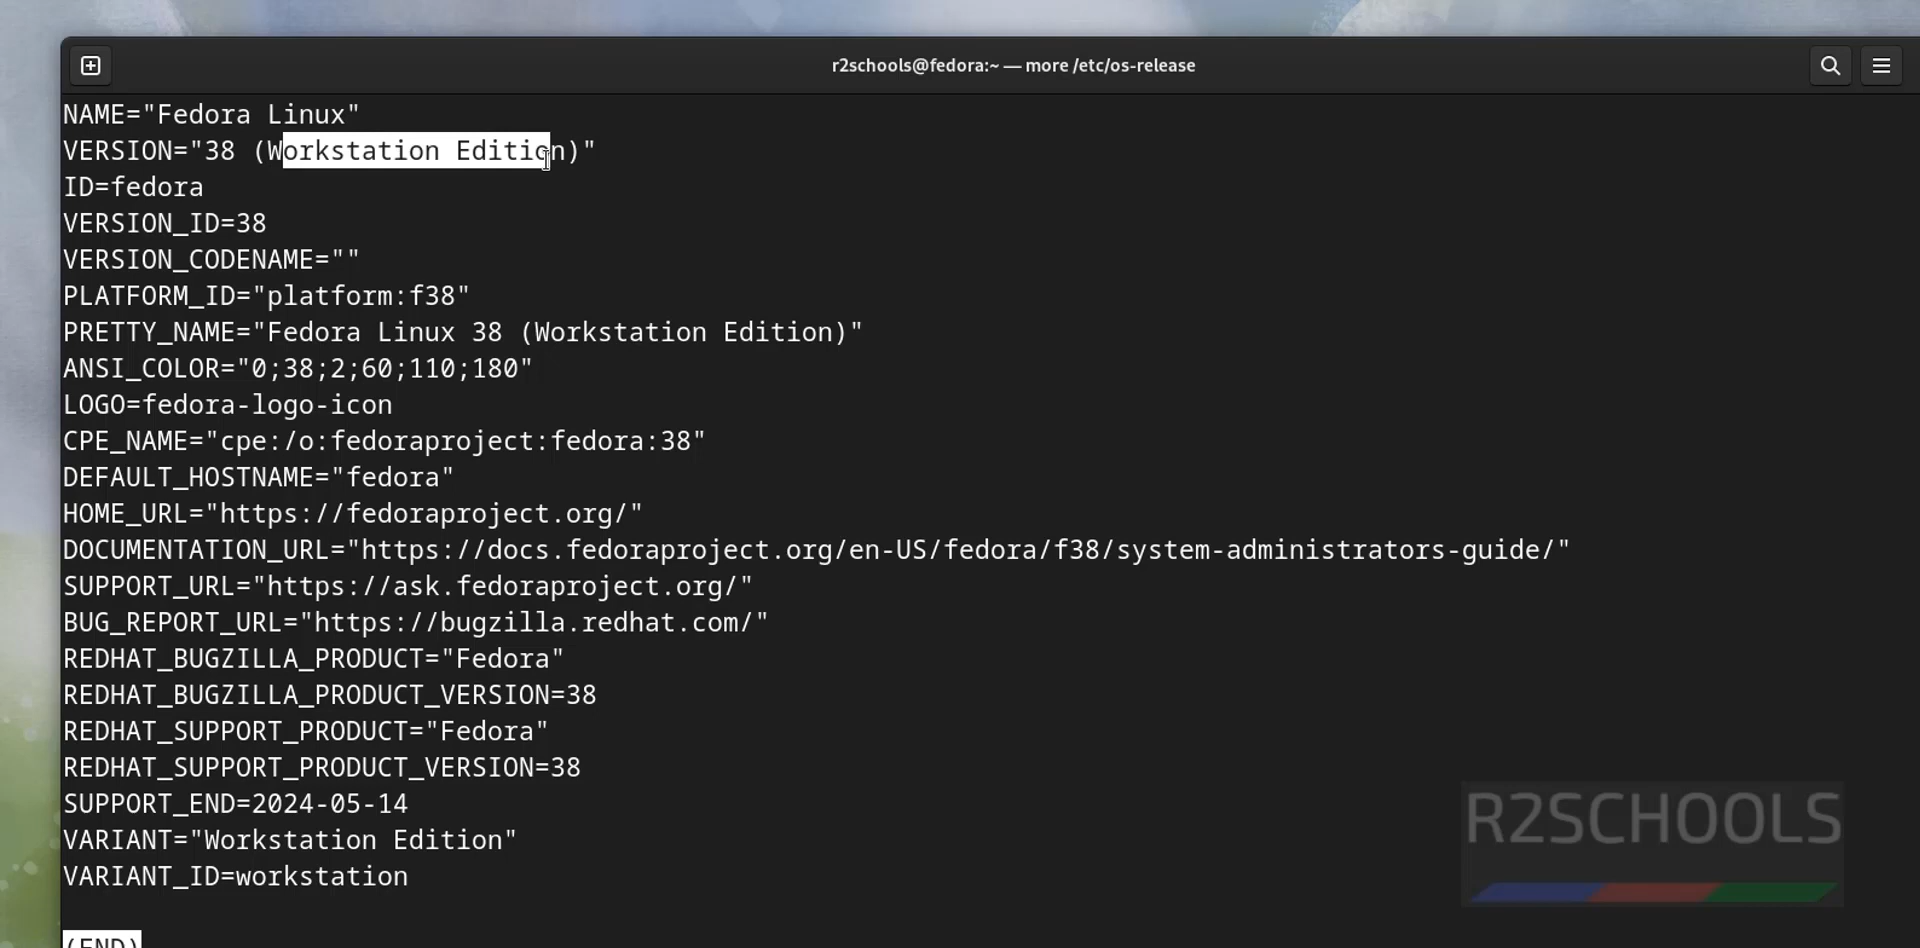 r2schools@fedora:~ — more /etc/os-release
NAME="Fedora Linux"
VERSION="38 (Workstation Edition)"
ID=fedora
VERSION_ID=38
VERSION_CODENAME=""
PLATFORM_ID="platform:f38"
PRETTY_NAME="Fedora Linux 38 (Workstation Edition)"
ANSI_COLOR="0;38;2;60;110;180"
LOGO=fedora-logo-icon
CPE_NAME="cpe:/o:fedoraproject:fedora:38"
DEFAULT_HOSTNAME="fedora"
HOME_URL="https://fedoraproject.org/"
DOCUMENTATION_URL="https://docs.fedoraproject.org/en-US/fedora/f38/system-administrators-guide/"
SUPPORT_URL="https://ask.fedoraproject.org/"
BUG_REPORT_URL="https://bugzilla.redhat.com/"
REDHAT_BUGZILLA_PRODUCT="Fedora"
REDHAT_BUGZILLA_PRODUCT_VERSION=38
REDHAT_SUPPORT_PRODUCT="Fedora"
REDHAT_SUPPORT_PRODUCT_VERSION=38
SUPPORT_END=2024-05-14
VARIANT="Workstation Edition"
VARIANT_ID=workstation
(END)
R2SCHOOLS